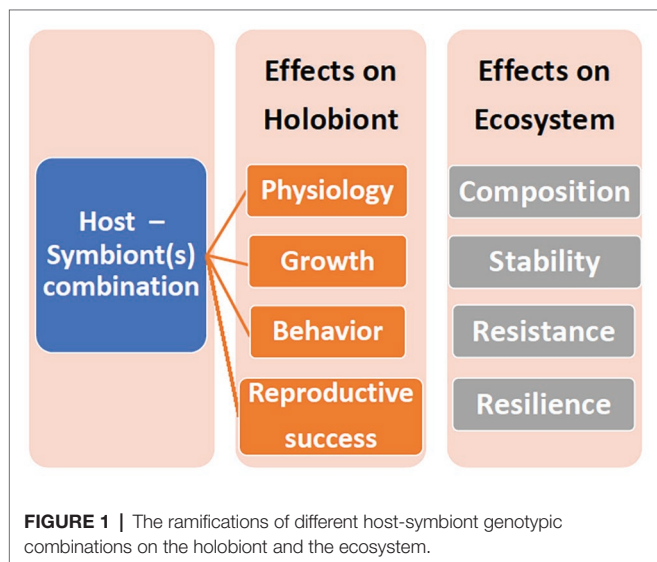 Effects on
Holobiont
Effects on
Ecosystem
Host –
Symbiont(s)
combination
Physiology
Growth
Behavior
Reproductive
success
Composition
Stability
Resistance
Resilience
FIGURE 1 | The ramifications of different host-symbiont genotypic
combinations on the holobiont and the ecosystem.